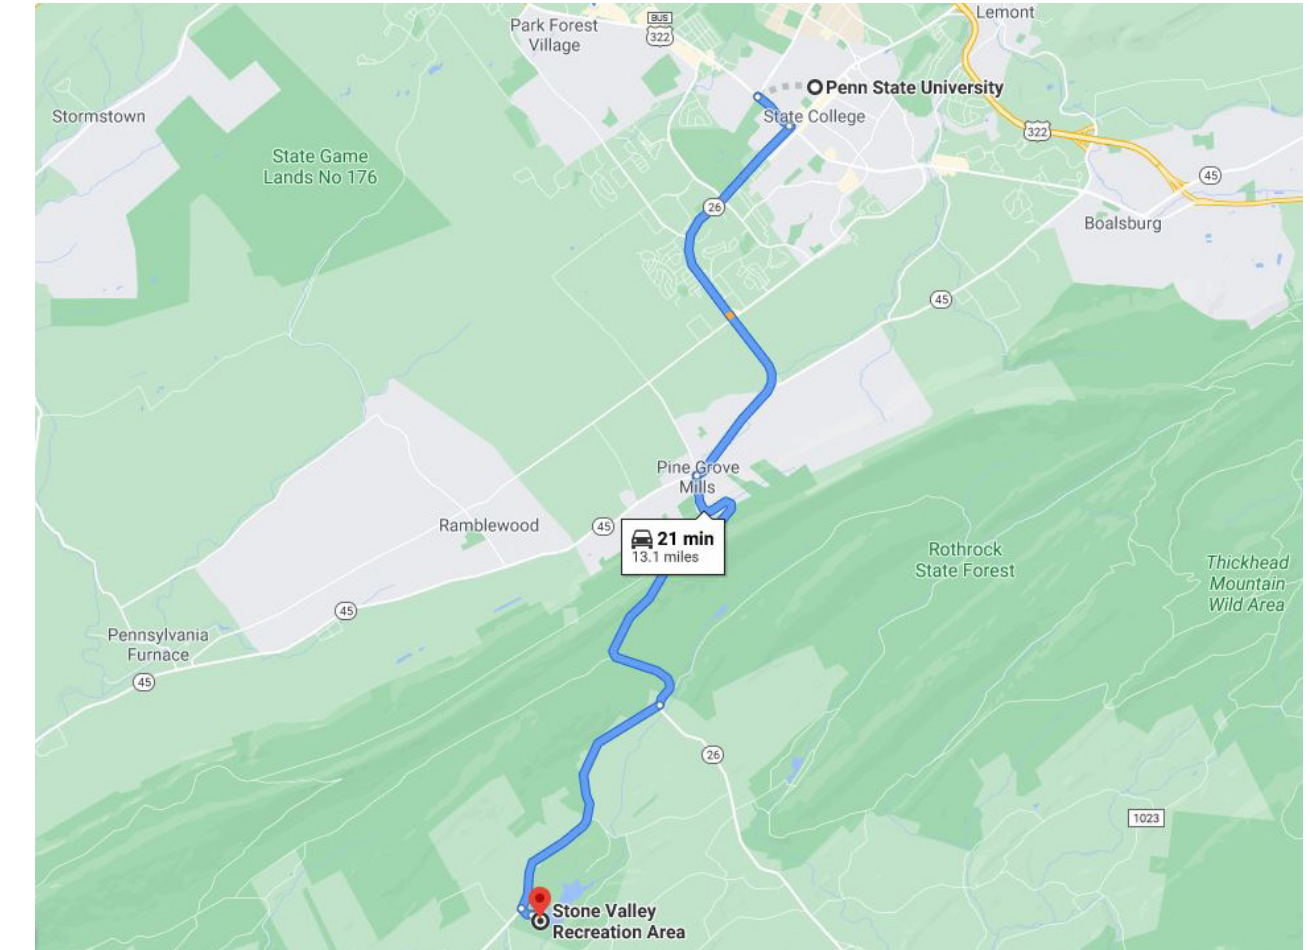 Lemont
Park Forest
Village
BUS
322
Penn State University
Stormstown
State College
322
State Game
Lands No 176
45
26
Boalsburg
45
Pine Grove
Mills
Ramblewood
45
21 min
13.1 miles
Rothrock
State Forest
Thickhead
Mountain
Wild Area
45
Pennsylvania
Furnace
45
26
1023
Stone Valley
Recreation Area